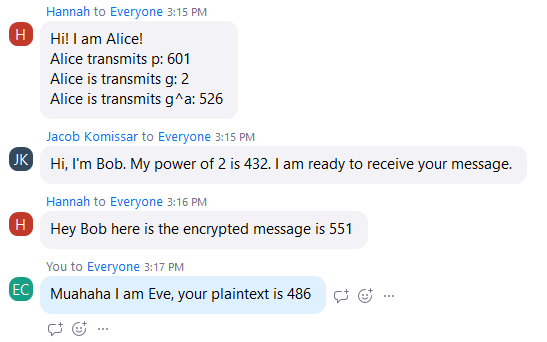 Hannah to Everyone 3:15 PM
H
Hi! I am Alice!
Alice transmits p: 601
Alice is transmits g: 2
Alice is transmits g^a: 526
Jacob Komissar to Everyone 3:15 PM
JK
Hi, I'm Bob. My power of 2 is 432. I am ready to receive your message.
Hannah to Everyone 3:16 PM
H
Hey Bob here is the encrypted message is 551
You to Everyone 3:17 PM
EC
Muahaha I am Eve, your plaintext is 486